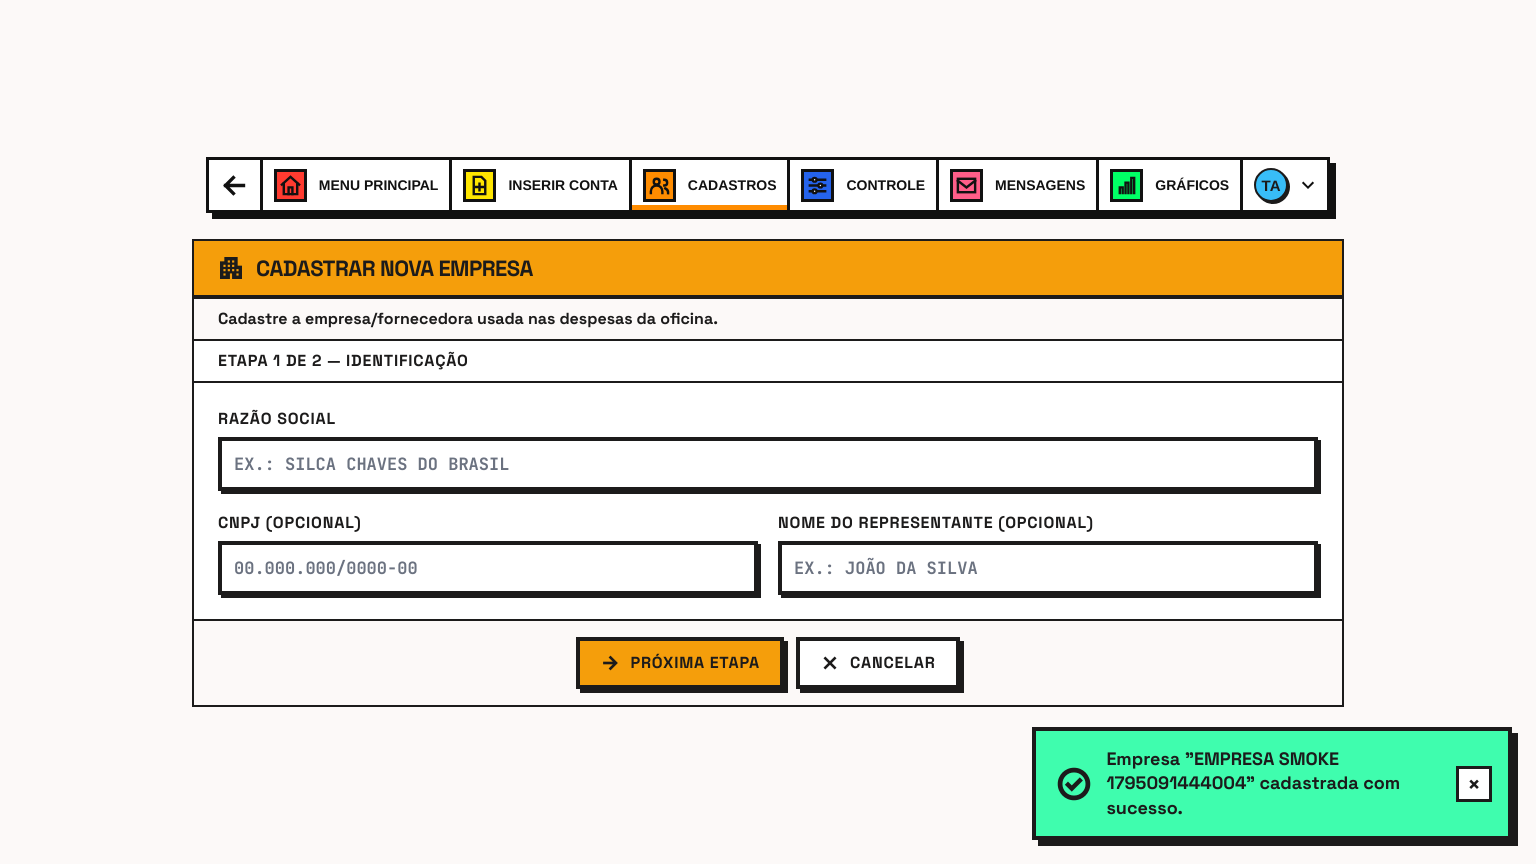 MENU PRINCIPAL
INSERIR CONTA
CADASTROS
CONTROLE
MENSAGENS
GRÁFICOS
TA
CADASTRAR NOVA EMPRESA
Cadastre a empresa/fornecedora usada nas despesas da oficina.
ETAPA 1 DE 2 — IDENTIFICAÇÃO
RAZÃO SOCIAL
EX.: SILCA CHAVES DO BRASIL
CNPJ (OPCIONAL)
NOME DO REPRESENTANTE (OPCIONAL)
00.000.000/0000-00
EX.: JOÃO DA SILVA
PRÓXIMA ETAPA
CANCELAR
Empresa ”EMPRESA SMOKE
1795091444004” cadastrada com
sucesso.